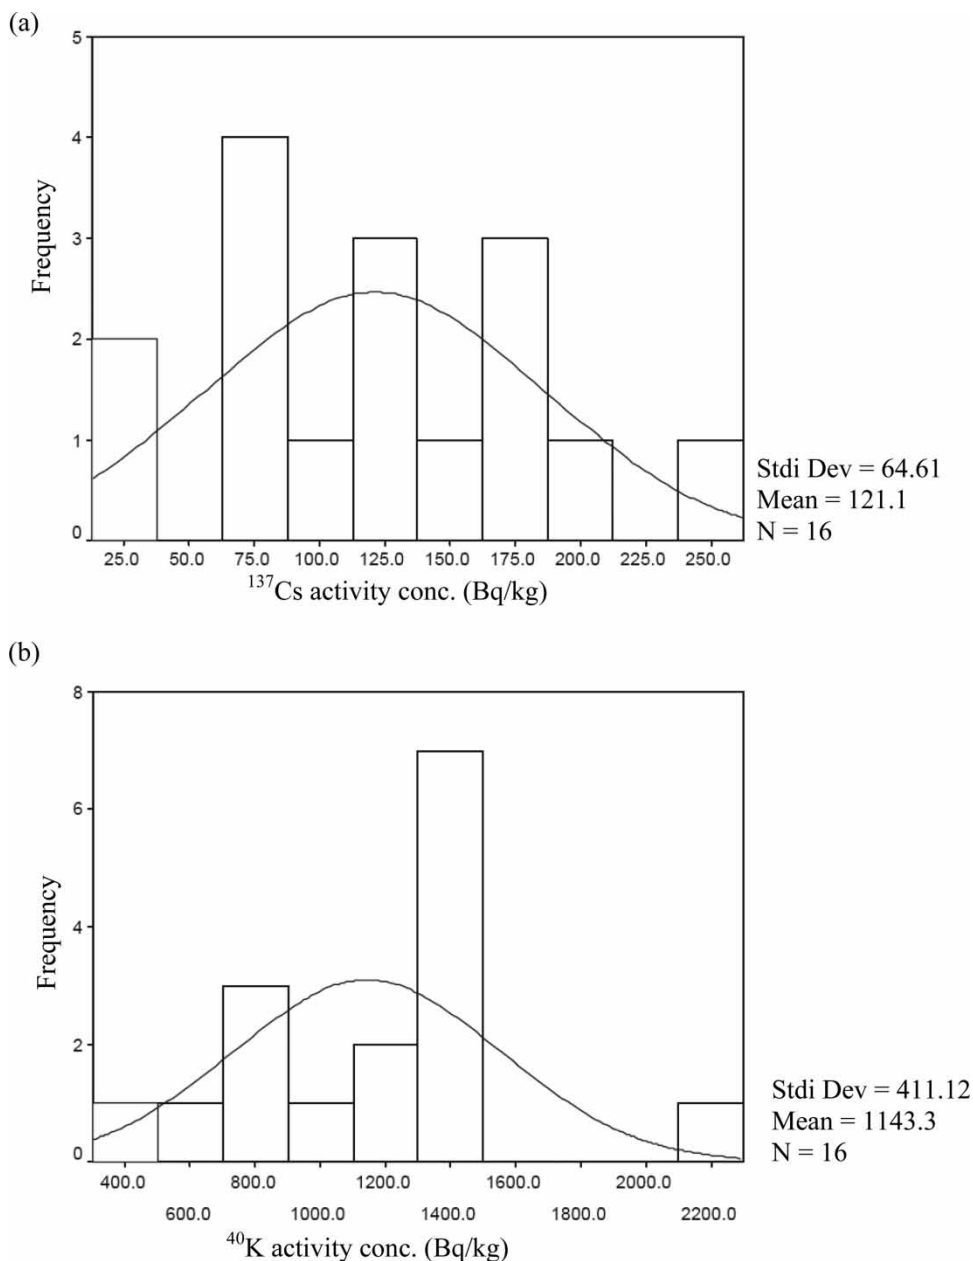 (a)
5
4
3
2
1
0
Frequency
25.0 50.0 75.0 100.0 125.0 150.0 175.0 200.0 225.0 250.0
¹³⁷Cs activity conc. (Bq/kg)
Stdi Dev = 64.61
Mean = 121.1
N = 16
(b)
8
6
4
2
0
Frequency
400.0 800.0 1200.0 1600.0 2000.0
600.0 1000.0 1400.0 1800.0 2200.0
⁴⁰K activity conc. (Bq/kg)
Stdi Dev = 411.12
Mean = 1143.3
N = 16